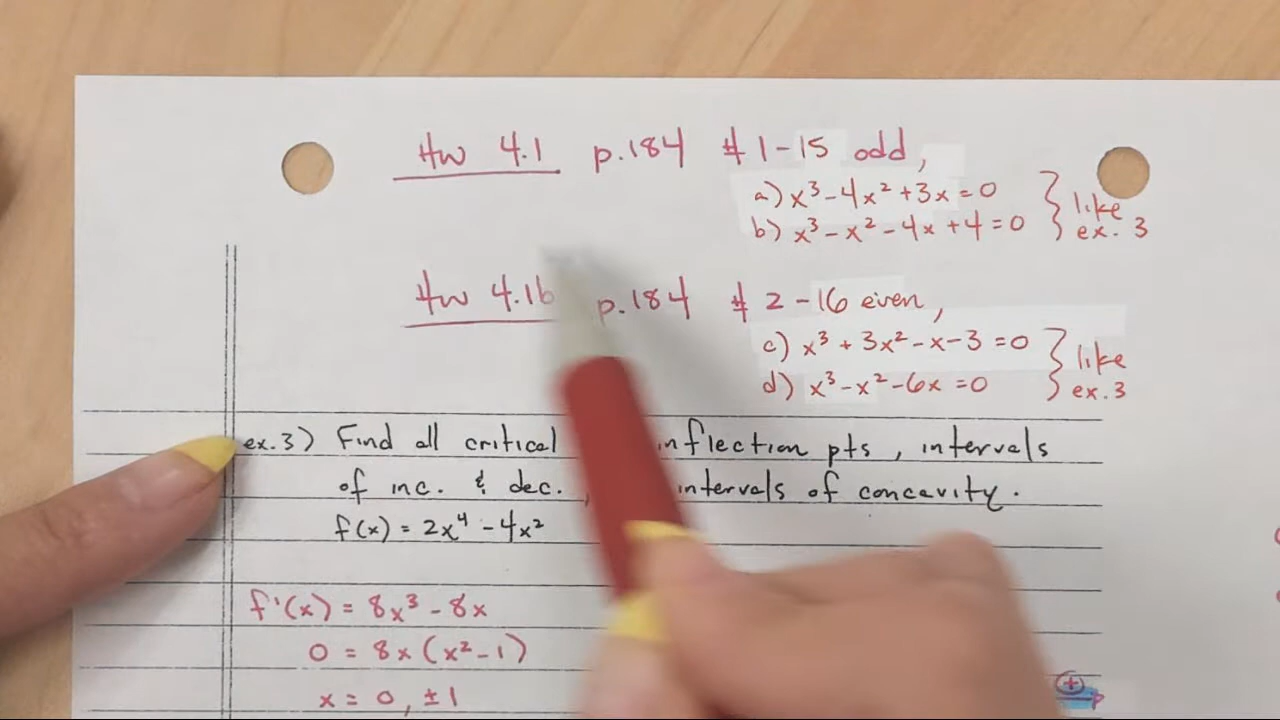 Hw 4.1 p.184 # 1-15 odd,
a) x³-4x²+3x=0
b) x³-x²-4x+4=0
} like
ex. 3
Hw 4.1b p.184 # 2-16 even,
c) x³+3x²-x-3=0
d) x³-x²-6x=0
} like
ex.3
ex.3) Find all critical inflection pts, intervals
of inc. & dec., intervals of concavity.
f(x) = 2x⁴-4x²
f'(x) = 8x³-8x
0 = 8x(x²-1)
x = 0, ±1